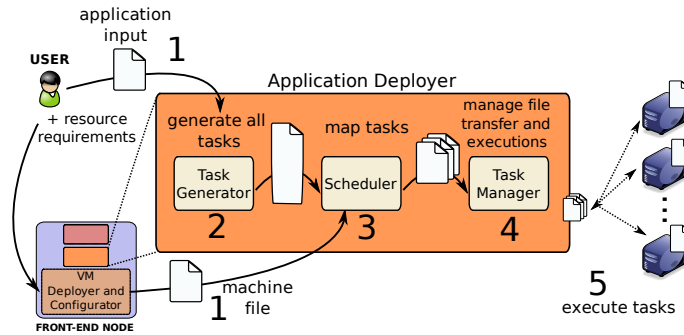 application
input
1
USER
+ resource
requirements
Application Deployer
generate all
tasks
map tasks
manage file
transfer and
executions
Task
Generator
Scheduler
Task
Manager
2
3
4
VM
Deployer and
Configurator
FRONT-END NODE
1
machine
file
5
execute tasks